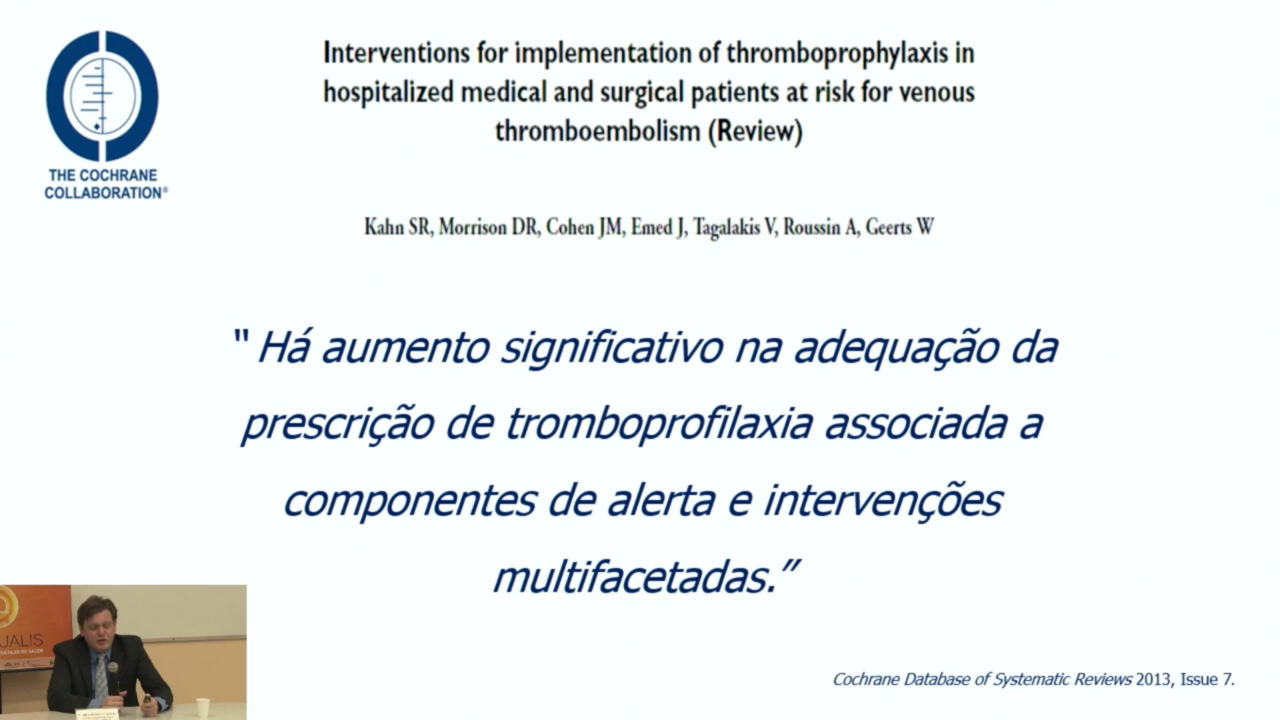 THE COCHRANE
COLLABORATION®
Interventions for implementation of thromboprophylaxis in
hospitalized medical and surgical patients at risk for venous
thromboembolism (Review)
Kahn SR, Morrison DR, Cohen JM, Emed J, Tagalakis V, Roussin A, Geerts W
" Há aumento significativo na adequação da
prescrição de tromboprofilaxia associada a
componentes de alerta e intervenções
multifacetadas.”
UALIS
Cochrane Database of Systematic Reviews 2013, Issue 7.